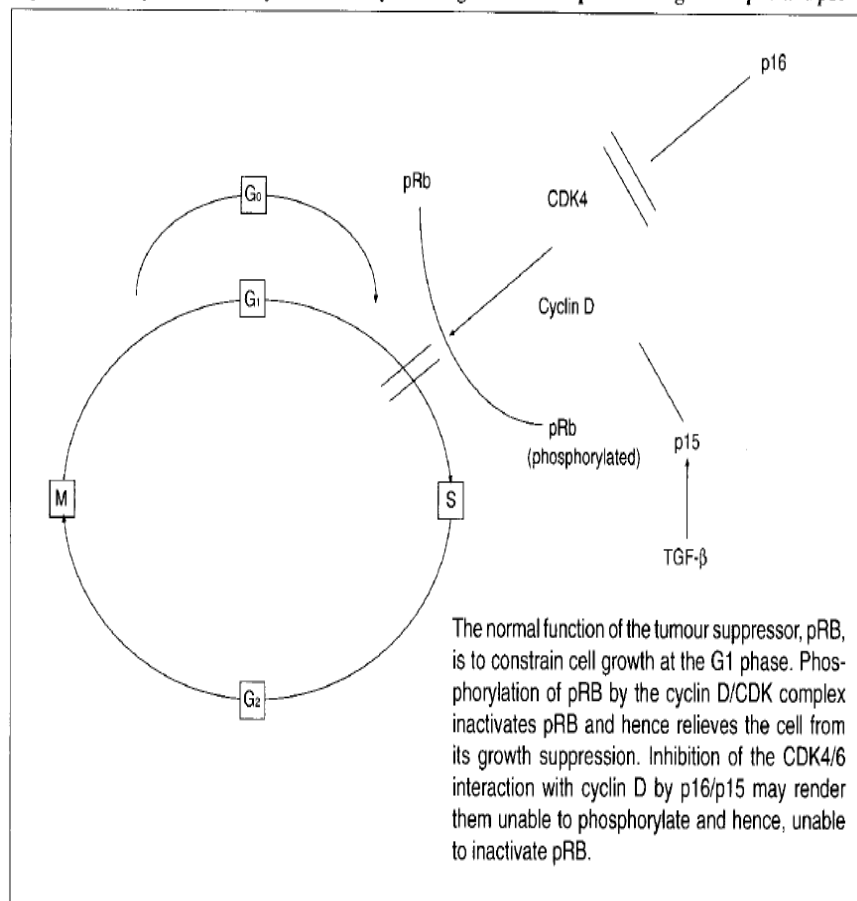 p16
pRb
G₀
CDK4
G₁
Cyclin D
pRb
(phosphorylated)
p15
M
S
TGF-β
G₂
The normal function of the tumour suppressor, pRB,
is to constrain cell growth at the G1 phase. Phos-
phorylation of pRB by the cyclin D/CDK complex
inactivates pRB and hence relieves the cell from
its growth suppression. Inhibition of the CDK4/6
interaction with cyclin D by p16/p15 may render
them unable to phosphorylate and hence, unable
to inactivate pRB.